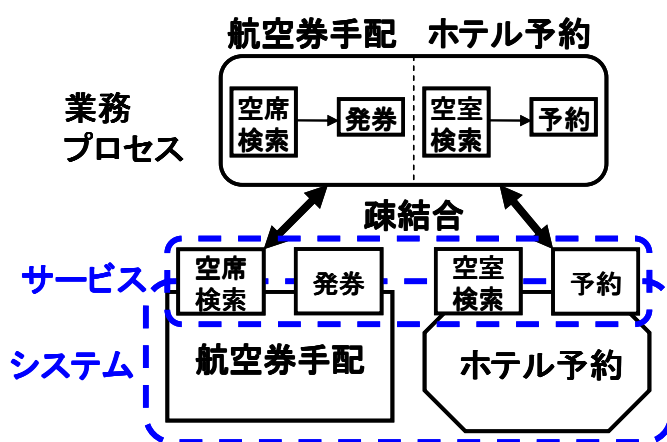 航空券手配 ホテル予約
業務
プロセス
空席
検索
発券
空室
検索
予約
疎結合
サービス
空席
検索
発券
空室
検索
予約
システム
航空券手配
ホテル予約